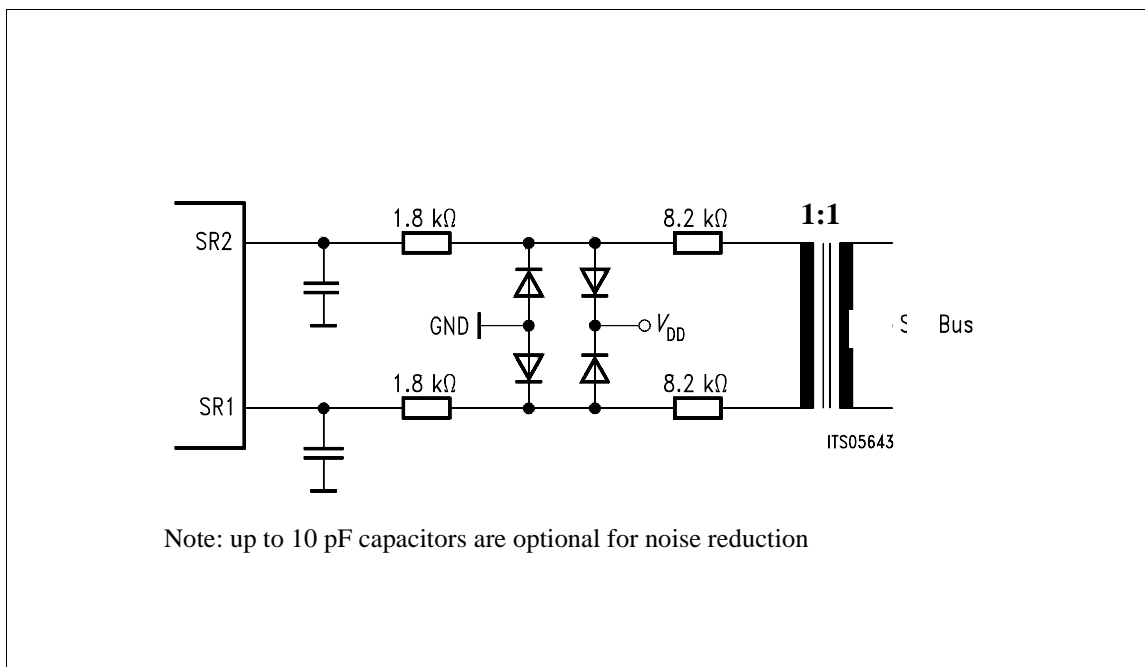 1.8 kΩ 8.2 kΩ 1:1
SR2
GND V_DD Bus
1.8 kΩ 8.2 kΩ
SR1
ITS05643
Note: up to 10 pF capacitors are optional for noise reduction